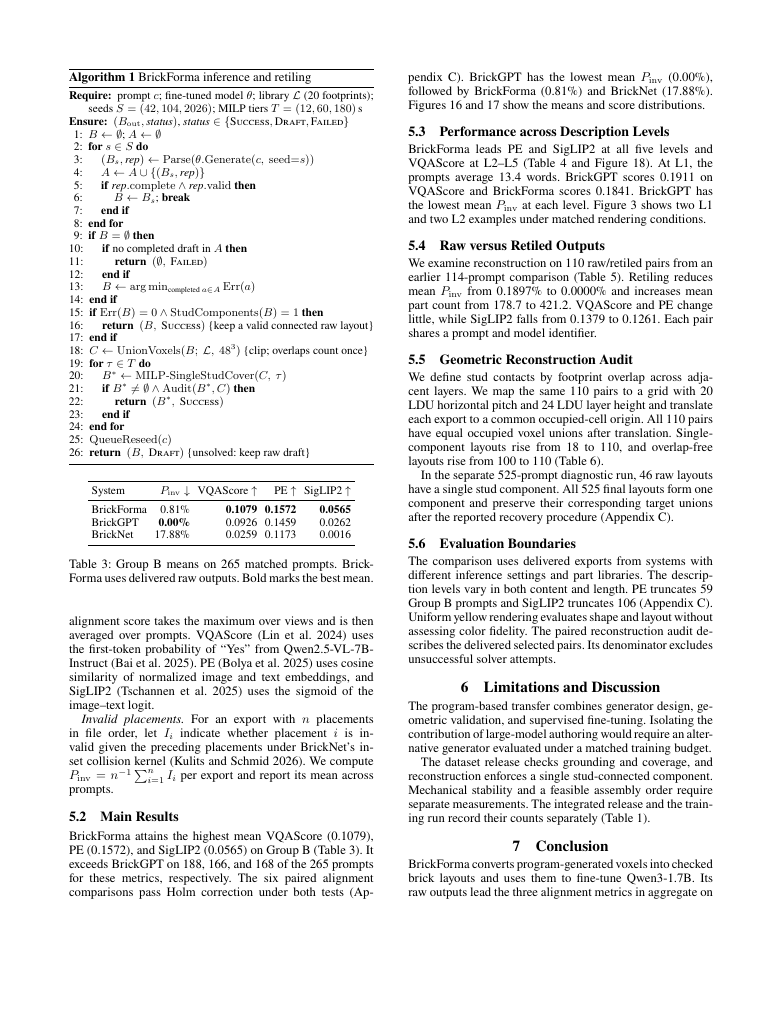 Algorithm 1 BrickForma inference and retiling
Require: prompt c; fine-tuned model θ; library L (20 footprints);
seeds S = (42, 104, 2026); MILP tiers T = (12, 60, 180) s
Ensure: (B_out, status), status ∈ {SUCCESS, DRAFT, FAILED}
1: B ← ∅; A ← ∅
2: for s ∈ S do
3: (B_s, rep) ← Parse(θ.Generate(c, seed=s))
4: A ← A ∪ {(B_s, rep)}
5: if rep.complete ∧ rep.valid then
6: B ← B_s; break
7: end if
8: end for
9: if B = ∅ then
10: if no completed draft in A then
11: return (∅, FAILED)
12: end if
13: B ← arg min_completed a∈A Err(a)
14: end if
15: if Err(B) = 0 ∧ StudComponents(B) = 1 then
16: return (B, SUCCESS) {keep a valid connected raw layout}
17: end if
18: C ← UnionVoxels(B; L, 48³) {clip; overlaps count once}
19: for τ ∈ T do
20: B* ← MILP-SingleStudCover(C, τ)
21: if B* ≠ ∅ ∧ Audit(B*, C) then
22: return (B*, SUCCESS)
23: end if
24: end for
25: QueueReseed(c)
26: return (B, DRAFT) {unsolved: keep raw draft}
System P_inv ↓ VQAScore ↑ PE ↑ SigLIP2 ↑
BrickForma 0.81% 0.1079 0.1572 0.0565
BrickGPT 0.00% 0.0926 0.1459 0.0262
BrickNet 17.88% 0.0259 0.1173 0.0016
Table 3: Group B means on 265 matched prompts. Brick-
Forma uses delivered raw outputs. Bold marks the best mean.
alignment score takes the maximum over views and is then
averaged over prompts. VQAScore (Lin et al. 2024) uses
the first-token probability of “Yes” from Qwen2.5-VL-7B-
Instruct (Bai et al. 2025). PE (Bolya et al. 2025) uses cosine
similarity of normalized image and text embeddings, and
SigLIP2 (Tschannen et al. 2025) uses the sigmoid of the
image–text logit.
Invalid placements. For an export with n placements
in file order, let I_i indicate whether placement i is in-
valid given the preceding placements under BrickNet's in-
set collision kernel (Kulits and Schmid 2026). We compute
P_inv = n⁻¹ ∑ⁿ_{i=1} I_i per export and report its mean across
prompts.
5.2 Main Results
BrickForma attains the highest mean VQAScore (0.1079),
PE (0.1572), and SigLIP2 (0.0565) on Group B (Table 3). It
exceeds BrickGPT on 188, 166, and 168 of the 265 prompts
for these metrics, respectively. The six paired alignment
comparisons pass Holm correction under both tests (Ap-
pendix C). BrickGPT has the lowest mean P_inv (0.00%),
followed by BrickForma (0.81%) and BrickNet (17.88%).
Figures 16 and 17 show the means and score distributions.
5.3 Performance across Description Levels
BrickForma leads PE and SigLIP2 at all five levels and
VQAScore at L2–L5 (Table 4 and Figure 18). At L1, the
prompts average 13.4 words. BrickGPT scores 0.1911 on
VQAScore and BrickForma scores 0.1841. BrickGPT has
the lowest mean P_inv at each level. Figure 3 shows two L1
and two L2 examples under matched rendering conditions.
5.4 Raw versus Retiled Outputs
We examine reconstruction on 110 raw/retiled pairs from an
earlier 114-prompt comparison (Table 5). Retiling reduces
mean P_inv from 0.1897% to 0.0000% and increases mean
part count from 178.7 to 421.2. VQAScore and PE change
little, while SigLIP2 falls from 0.1379 to 0.1261. Each pair
shares a prompt and model identifier.
5.5 Geometric Reconstruction Audit
We define stud contacts by footprint overlap across adja-
cent layers. We map the same 110 pairs to a grid with 20
LDU horizontal pitch and 24 LDU layer height and translate
each export to a common occupied-cell origin. All 110 pairs
have equal occupied voxel unions after translation. Single-
component layouts rise from 18 to 110, and overlap-free
layouts rise from 100 to 110 (Table 6).
In the separate 525-prompt diagnostic run, 46 raw layouts
have a single stud component. All 525 final layouts form one
component and preserve their corresponding target unions
after the reported recovery procedure (Appendix C).
5.6 Evaluation Boundaries
The comparison uses delivered exports from systems with
different inference settings and part libraries. The descrip-
tion levels vary in both content and length. PE truncates 59
Group B prompts and SigLIP2 truncates 106 (Appendix C).
Uniform yellow rendering evaluates shape and layout without
assessing color fidelity. The paired reconstruction audit de-
scribes the delivered selected pairs. Its denominator excludes
unsuccessful solver attempts.
6 Limitations and Discussion
The program-based transfer combines generator design, ge-
ometric validation, and supervised fine-tuning. Isolating the
contribution of large-model authoring would require an alter-
native generator evaluated under a matched training budget.
The dataset release checks grounding and coverage, and
reconstruction enforces a single stud-connected component.
Mechanical stability and a feasible assembly order require
separate measurements. The integrated release and the train-
ing run record their counts separately (Table 1).
7 Conclusion
BrickForma converts program-generated voxels into checked
brick layouts and uses them to fine-tune Qwen3-1.7B. Its
raw outputs lead the three alignment metrics in aggregate on